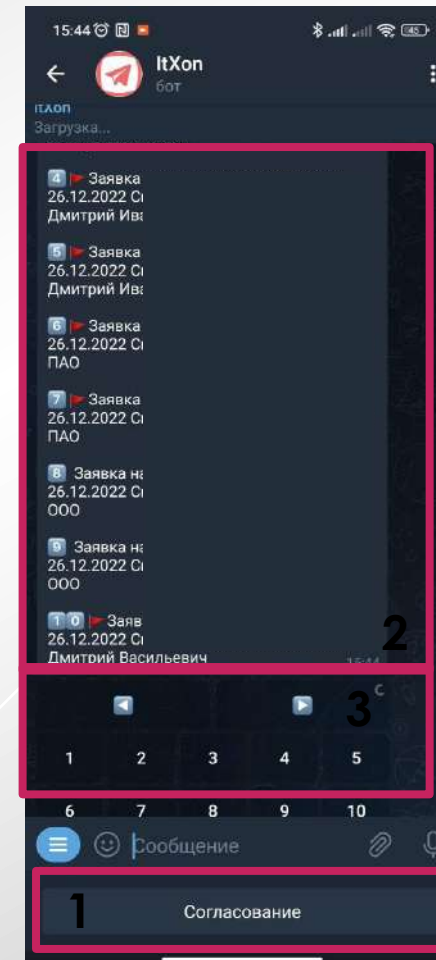 15:44
45
ItXon
бот
ItXon
Загрузка...
4 Заявка
26.12.2022
Дмитрий Ива
5 Заявка
26.12.2022
Дмитрий Ива
6 Заявка
26.12.2022
ПАО
7 Заявка
26.12.2022
ПАО
8 Заявка на
26.12.2022
ООО
9 Заявка на
26.12.2022
ООО
10 Заяв
26.12.2022
Дмитрий Васильевич
15:44
2
3
С
1 2 3 4 5
6 7 8 9 10
Сообщение
1
Согласование